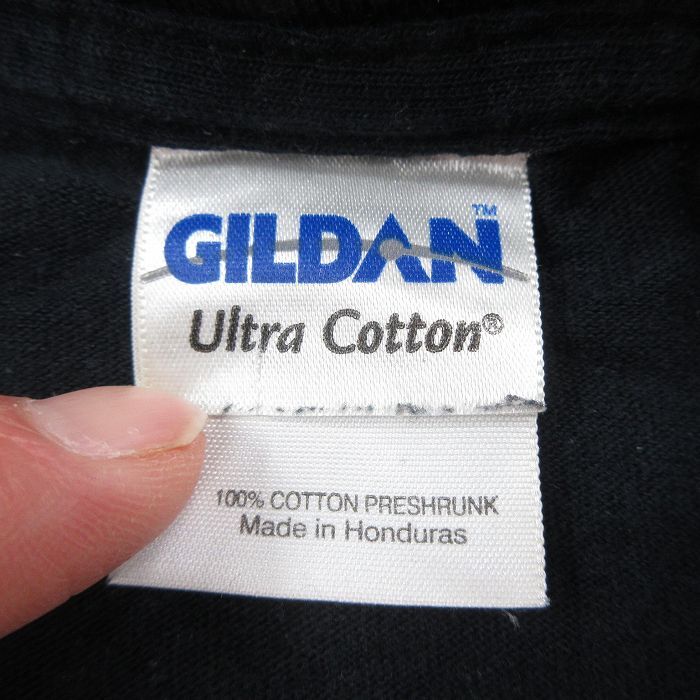 GILDAN™
Ultra Cotton®
100% COTTON PRESHRUNK
Made in Honduras